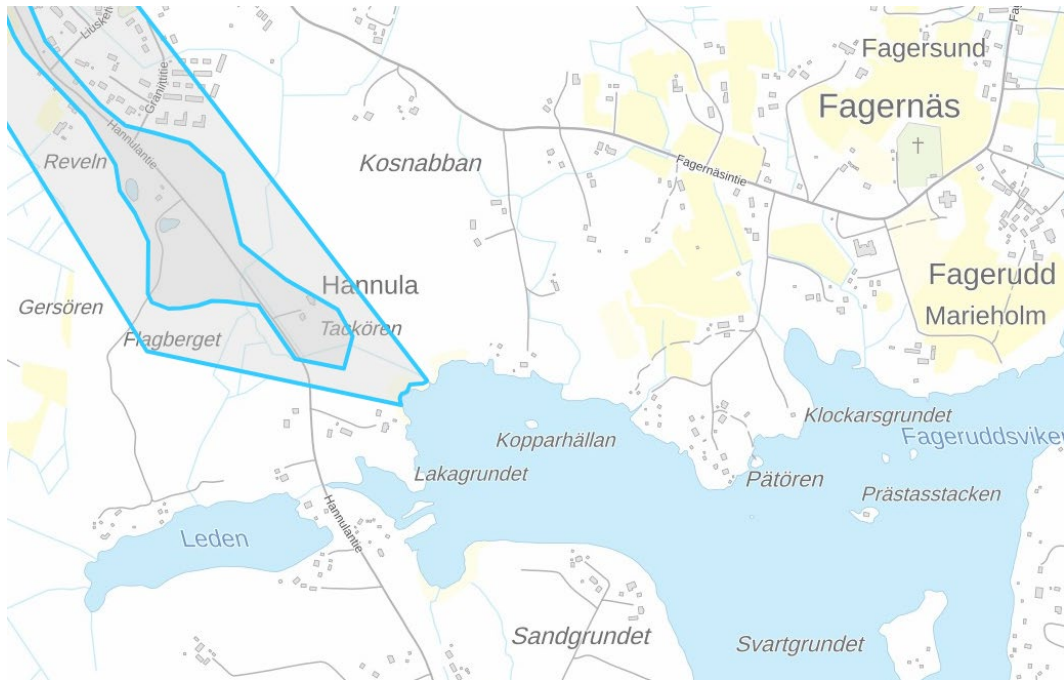 Granittitie
Hannulantie
Reveln
Kosnabban
Fagersund
Fagernäs
Fagernäsintie
Gersören
Flagberget
Hannula
Tackören
Fagerudd
Marieholm
Kopparhällan
Klockarsgrundet
Fageruddsviken
Lakagrundet
Pätören
Prästasstacken
Hannulantie
Leden
Sandgrundet
Svartgrundet